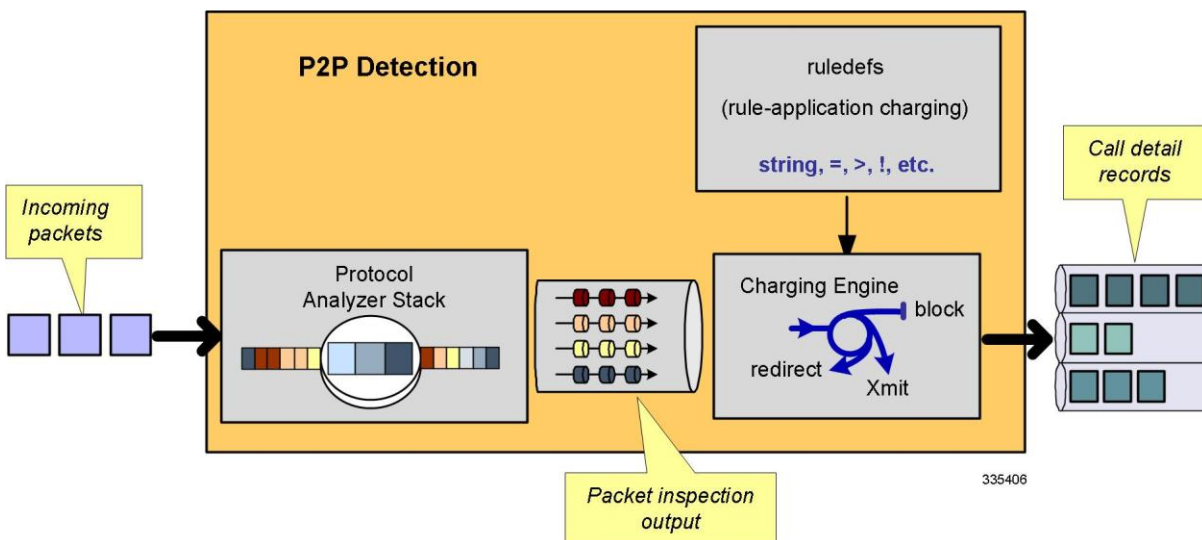 P2P Detection
ruledefs
(rule-application charging)
string, =, >, !, etc.
Call detail
records
Incoming
packets
Protocol
Analyzer Stack
Charging Engine
block
redirect
Xmit
335406
Packet inspection
output